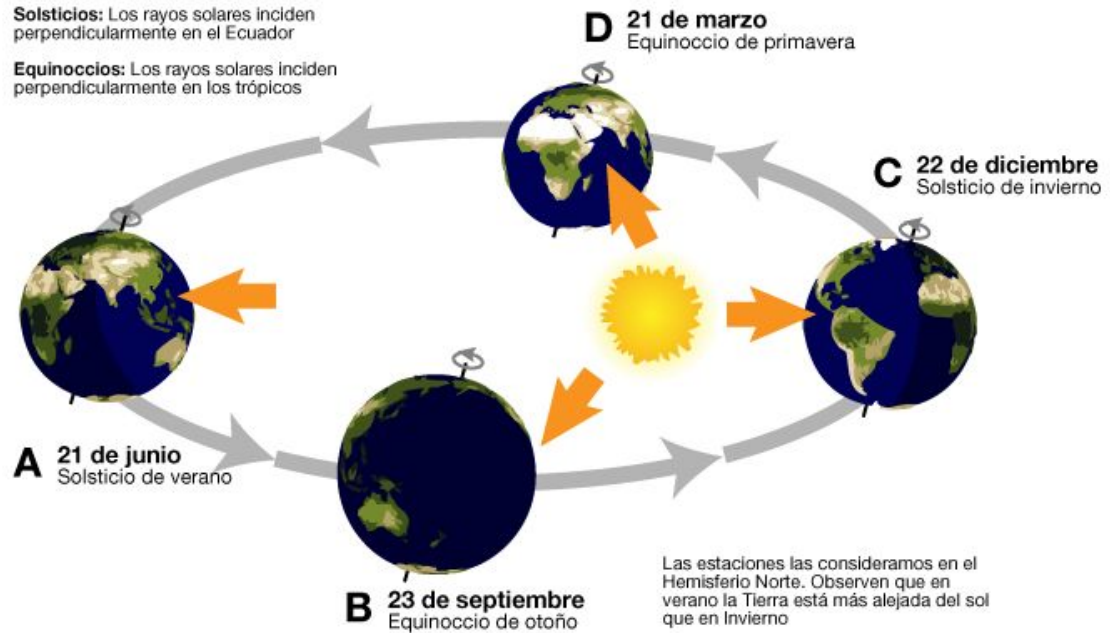 Solsticios: Los rayos solares inciden
perpendicularmente en el Ecuador
Equinoccios: Los rayos solares inciden
perpendicularmente en los trópicos
D 21 de marzo
Equinoccio de primavera
C 22 de diciembre
Solsticio de invierno
A 21 de junio
Solsticio de verano
B 23 de septiembre
Equinoccio de otoño
Las estaciones las consideramos en el
Hemisferio Norte. Observen que en
verano la Tierra está más alejada del sol
que en Invierno